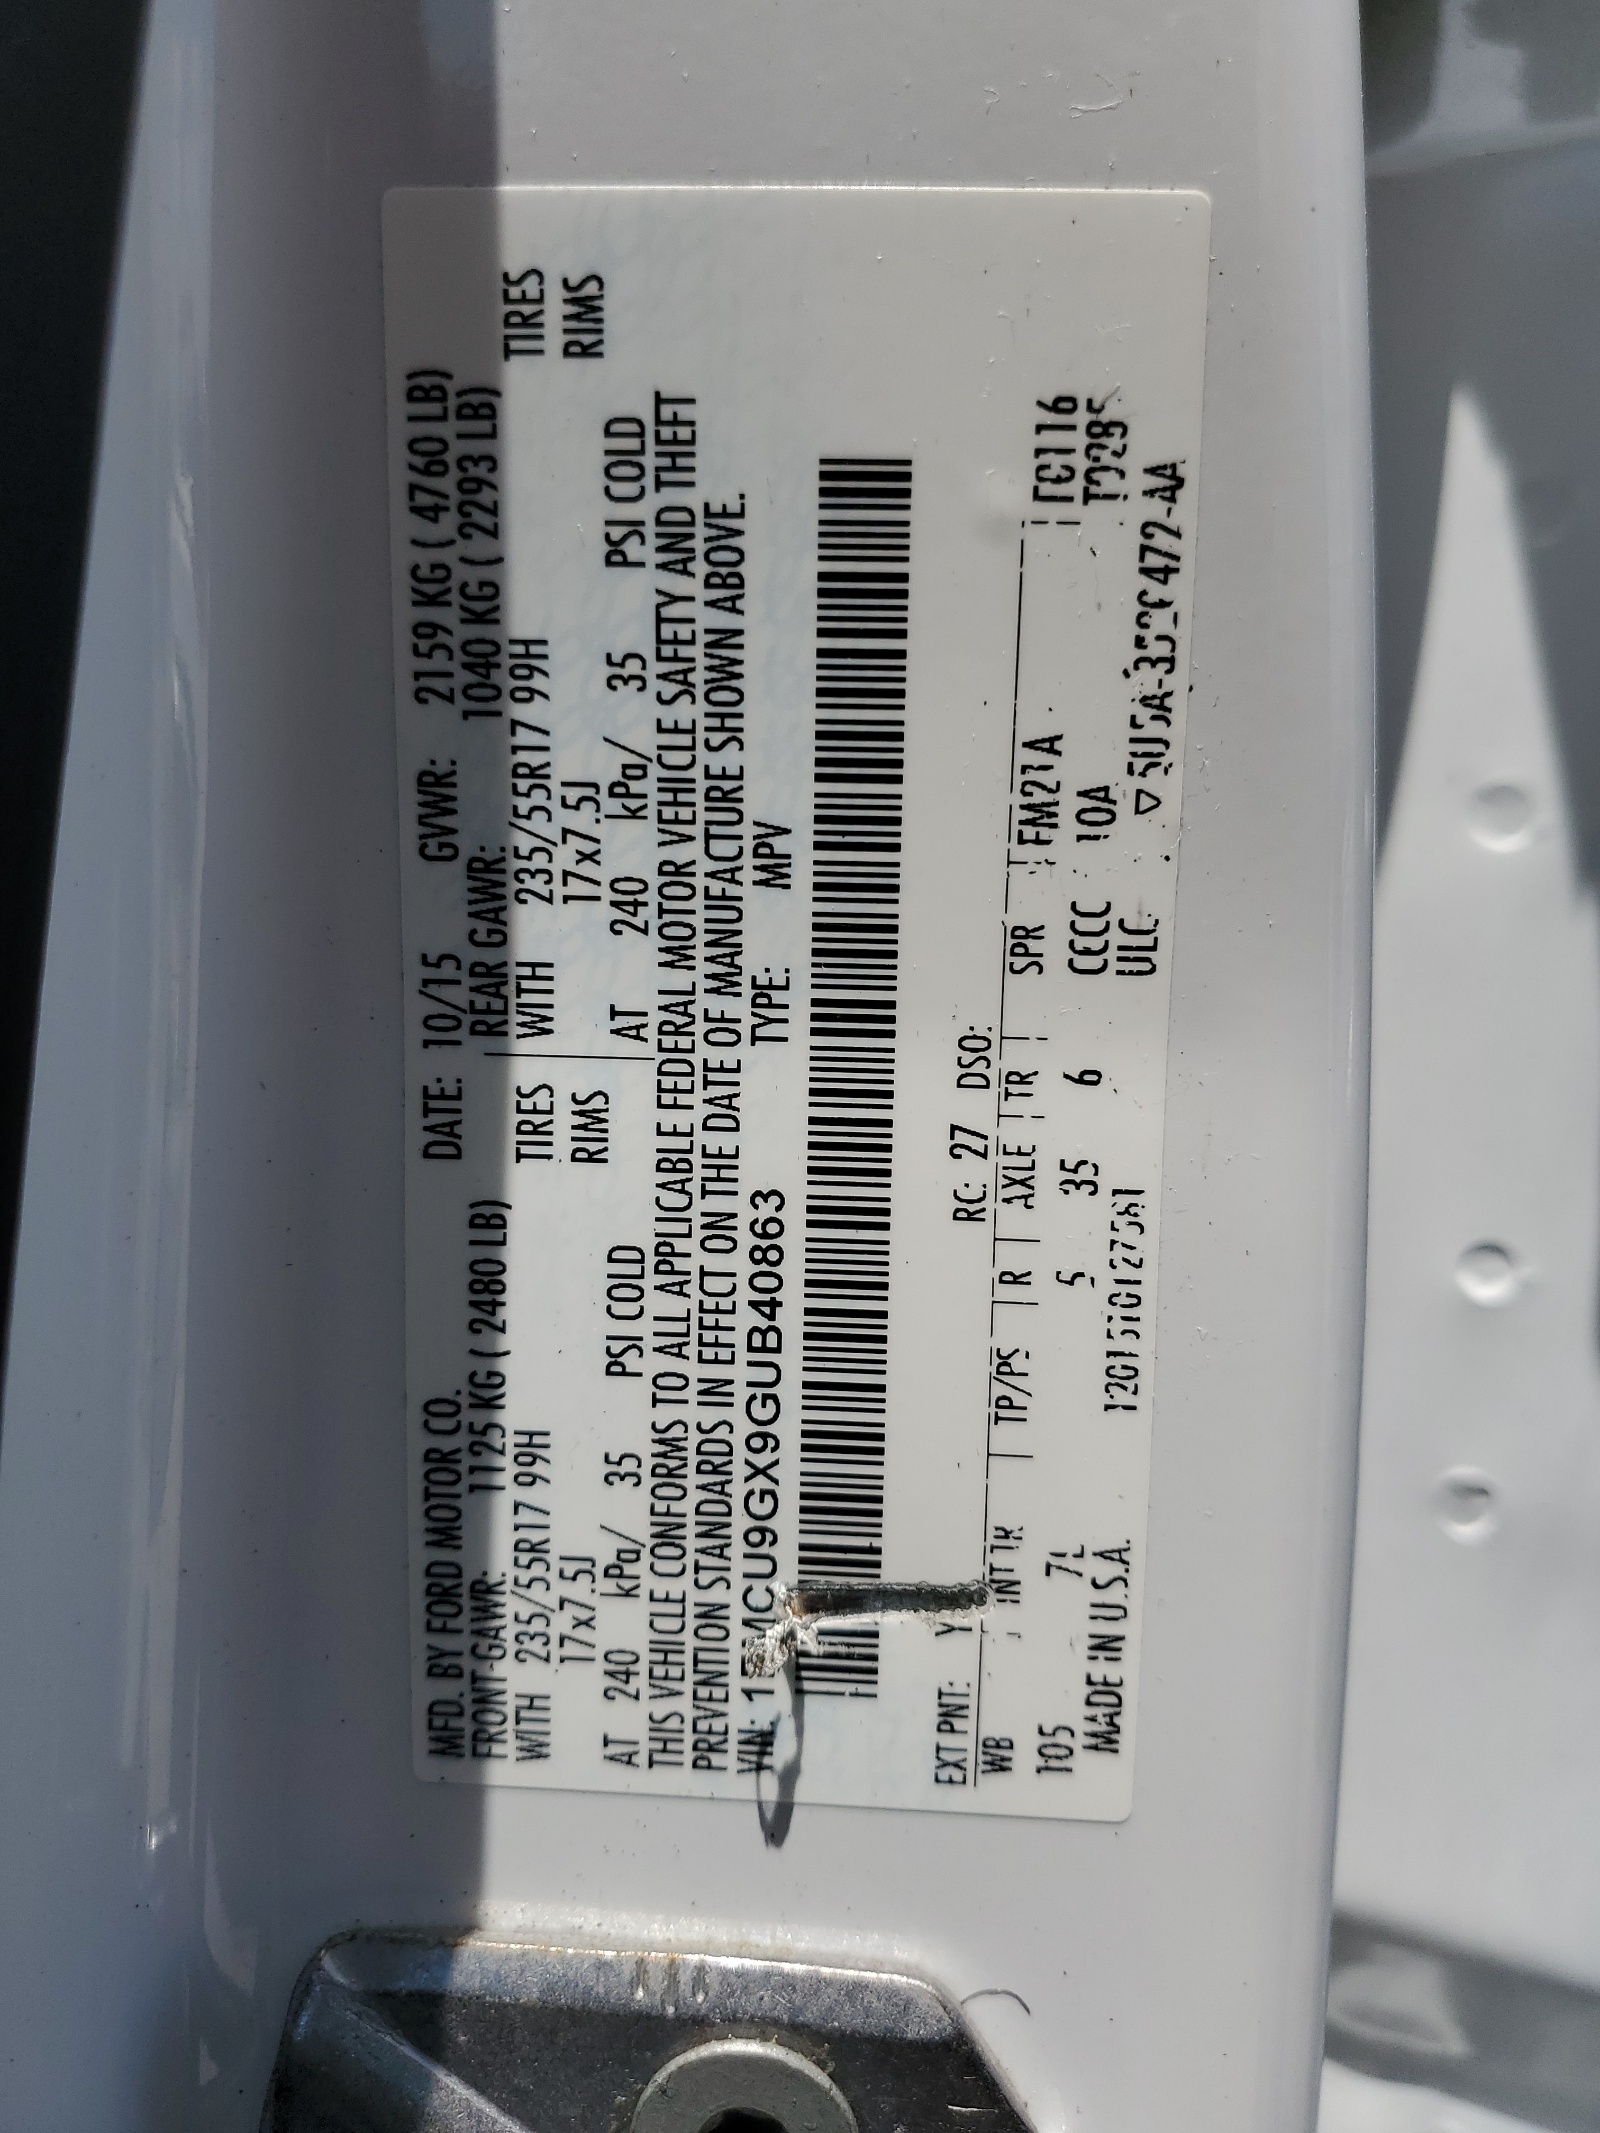 MFD. BY FORD MOTOR CO. DATE: 10/15 GVWR: 2159 KG ( 4760 LB)
FRONT GAWR: 1125 KG ( 2480 LB) REAR GAWR: 1040 KG ( 2293 LB)
WITH 235/55R17 99H TIRES WITH 235/55R17 99H TIRES
17x7.5J RIMS 17x7.5J RIMS
AT 240 kPa/ 35 PSI COLD AT 240 kPa/ 35 PSI COLD
THIS VEHICLE CONFORMS TO ALL APPLICABLE FEDERAL MOTOR VEHICLE SAFETY AND THEFT
PREVENTION STANDARDS IN EFFECT ON THE DATE OF MANUFACTURE SHOWN ABOVE.
VIN: 1FMCU9GX9GUB40863 TYPE: MPV
EXT PNT: RC: 27 DSO:
WB INT TR TP/PS R AXLE TR SPR FM21A
105 7L 5 35 6 CCCC 10A
MADE IN U.S.A. ULC